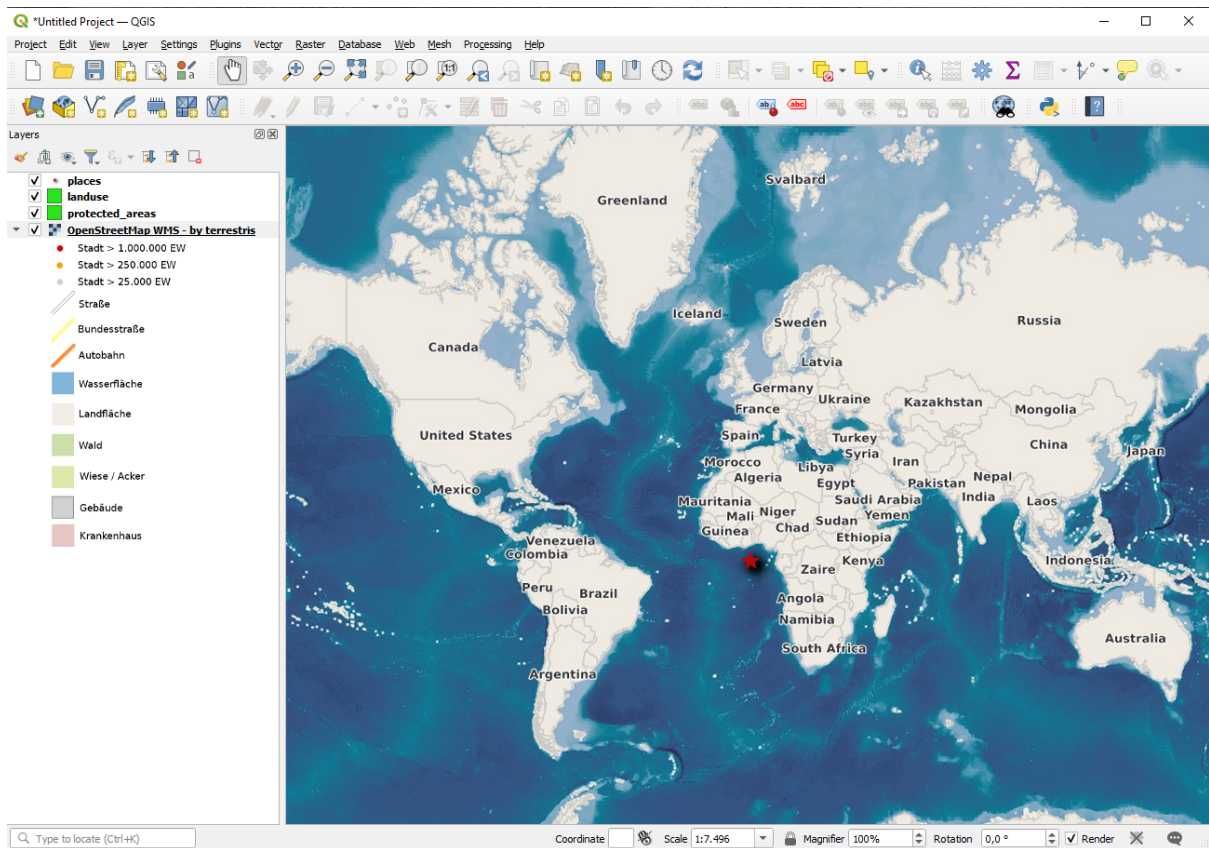 *Untitled Project — QGIS
Project Edit View Layer Settings Plugins Vector Raster Database Web Mesh Processing Help
1:1
abc
ab
abc
Layers
places
landuse
protected_areas
OpenStreetMap WMS - by terrestris
Stadt > 1.000.000 EW
Stadt > 250.000 EW
Stadt > 25.000 EW
Straße
Bundesstraße
Autobahn
Wasserfläche
Landfläche
Wald
Wiese / Acker
Gebäude
Krankenhaus
Svalbard
Greenland
Iceland
Sweden
Russia
Canada
Latvia
Germany
Ukraine
Kazakhstan
France
Mongolia
United States
Spain
Turkey
China
Syria
Japan
Morocco
Libya
Iran
Algeria
Egypt
Pakistan
Nepal
Mexico
Mauritania
Saudi Arabia
India
Laos
Mali
Niger
Yemen
Guinea
Chad
Sudan
Ethiopia
Venezuela
Colombia
Zaire
Kenya
Indonesia
Peru
Brazil
Angola
Bolivia
Namibia
Australia
South Africa
Argentina
Type to locate (Ctrl+K)
Coordinate
Scale 1:7.496
Magnifier 100%
Rotation 0,0 °
Render